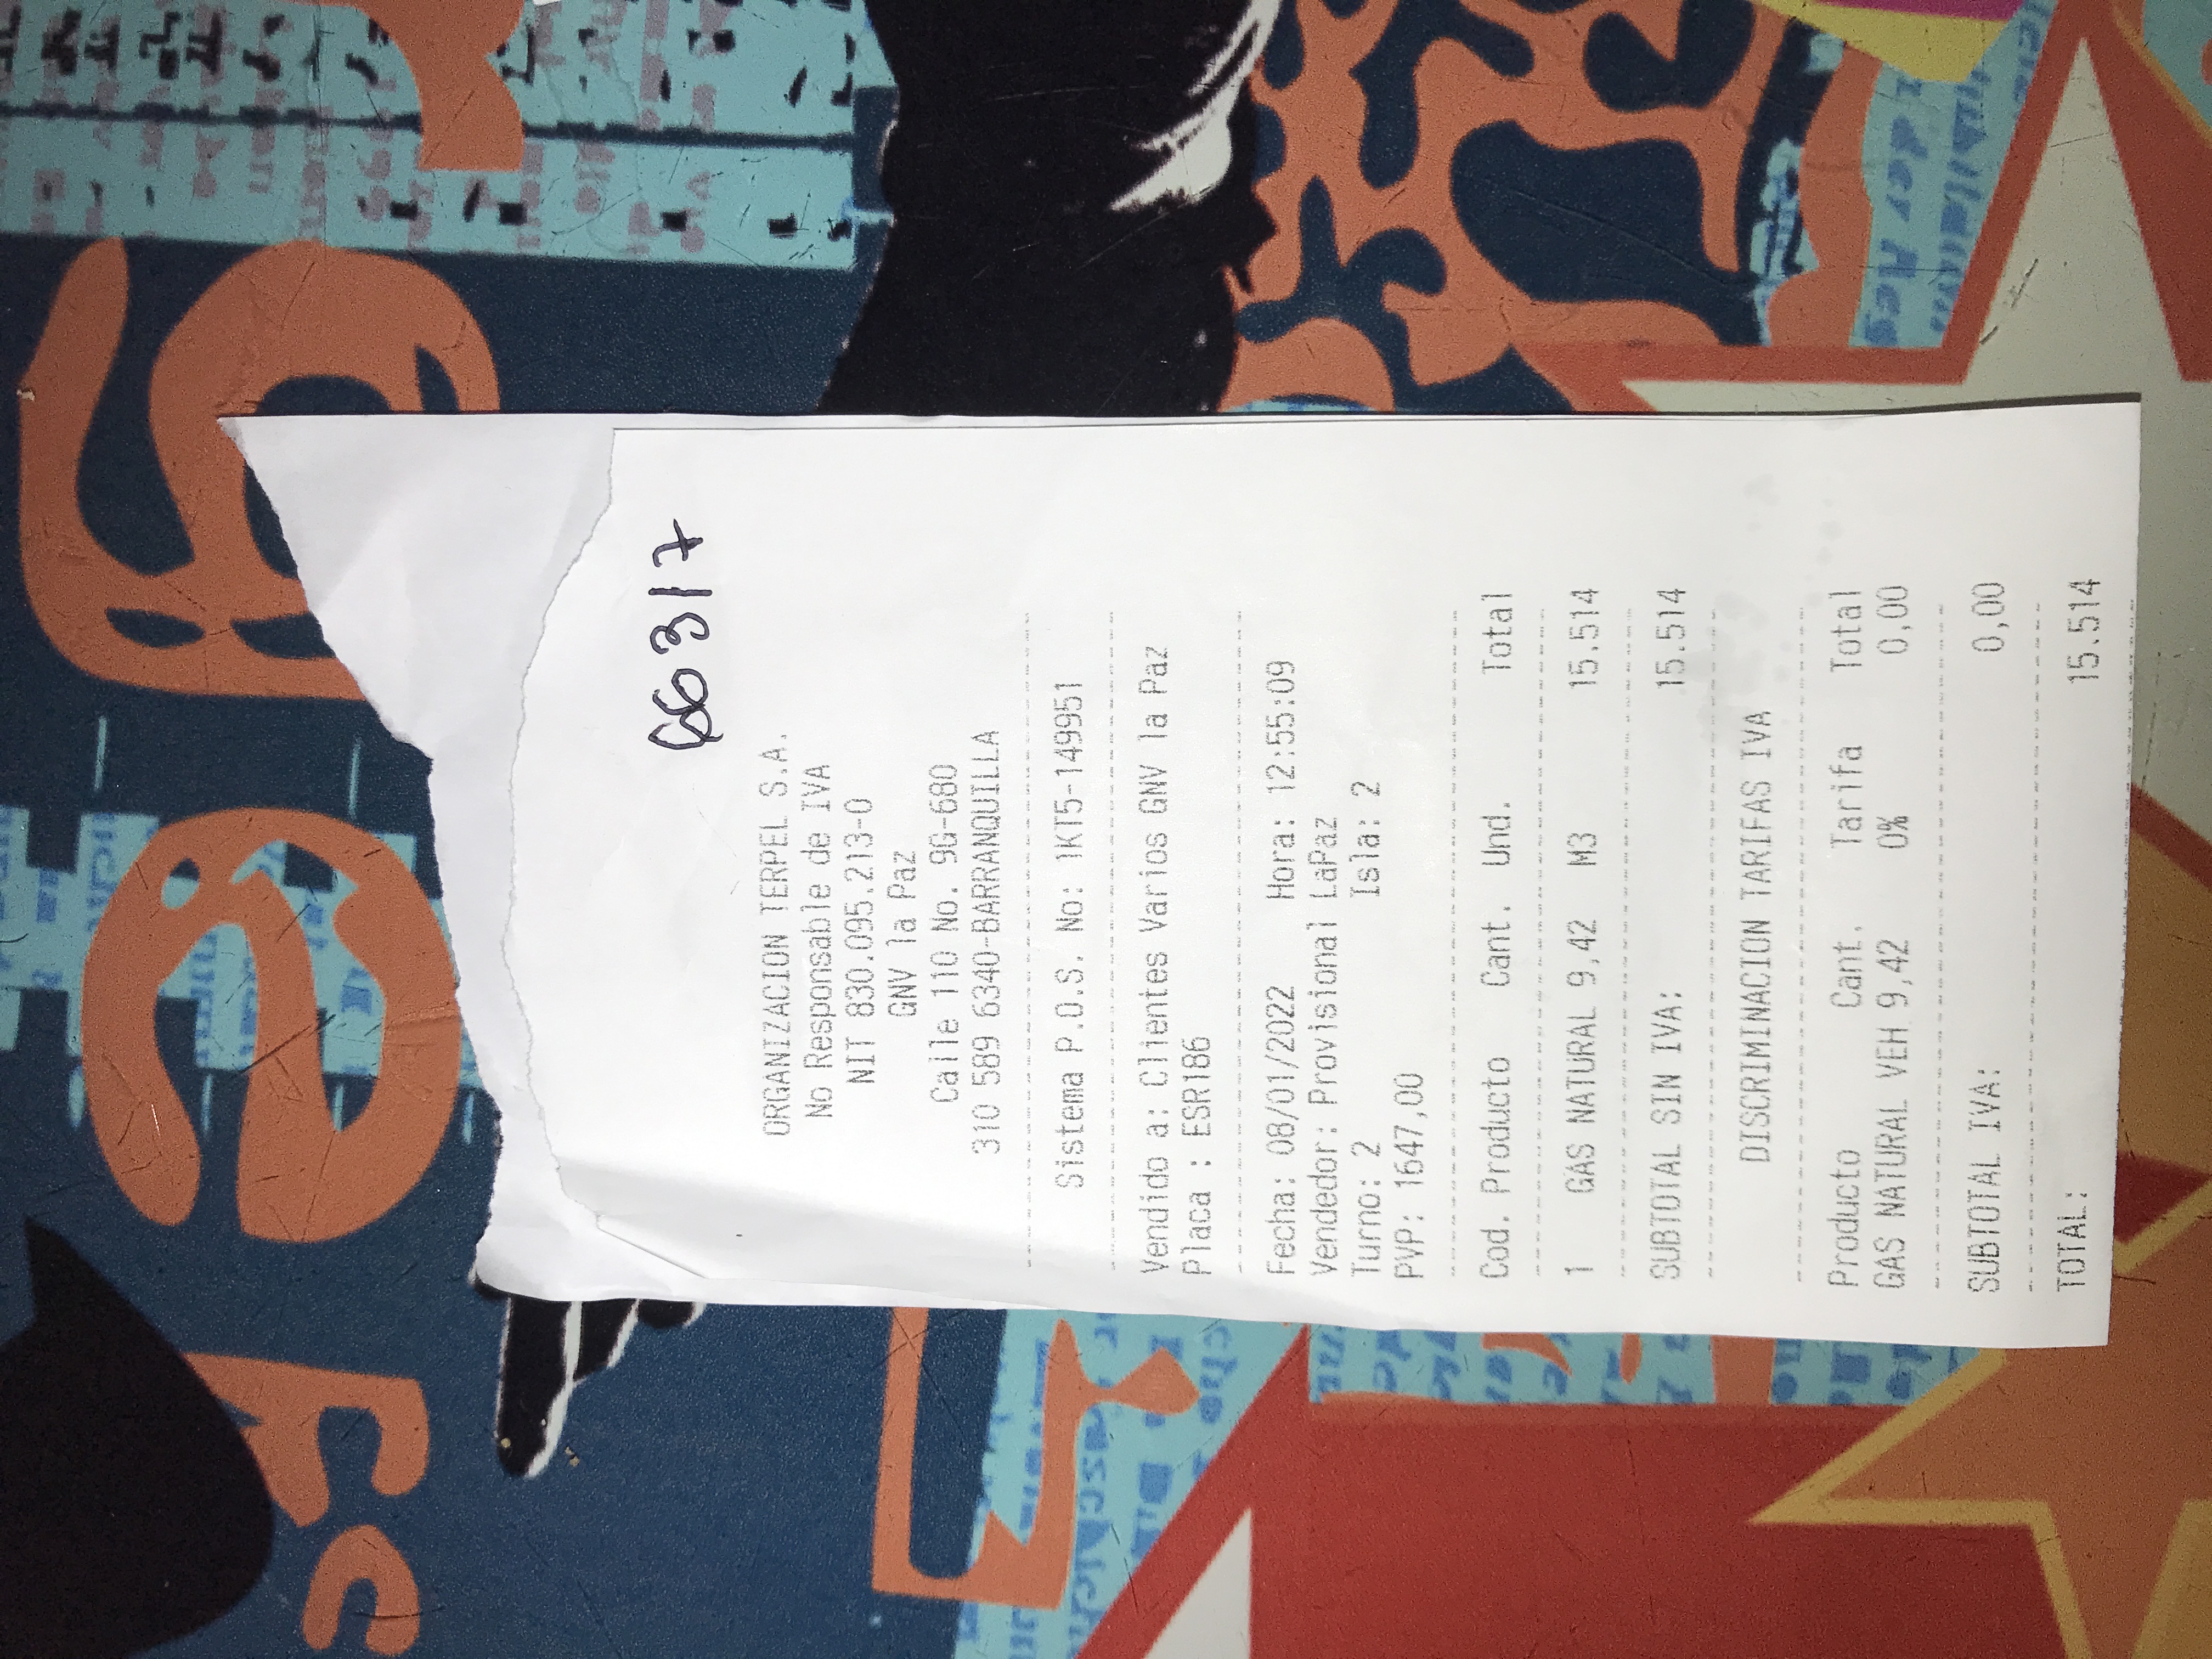 66317
ORGANIZACION TERPEL S.A.
No Responsable de IVA
NIT 830.095.213-0
GNV la Paz
Calle 110 No. 9G-680
310 589 6340-BARRANQUILLA
Sistema P.O.S. No: 1KT5-149951
Vendido a: Clientes Varios GNV la Paz
Placa : ESR186
Fecha: 08/01/2022 Hora: 12:55:09
Vendedor: Provisional LaPaz
Turno: 2 Isla: 2
PVP: 1647,00
Cod. Producto Cant. Und. Total
1 GAS NATURAL 9,42 M3 15.514
SUBTOTAL SIN IVA: 15.514
DISCRIMINACION TARIFAS IVA
Producto Cant. Tarifa Total
GAS NATURAL VEH 9,42 0% 0,00
SUBTOTAL IVA: 0,00
TOTAL: 15.514